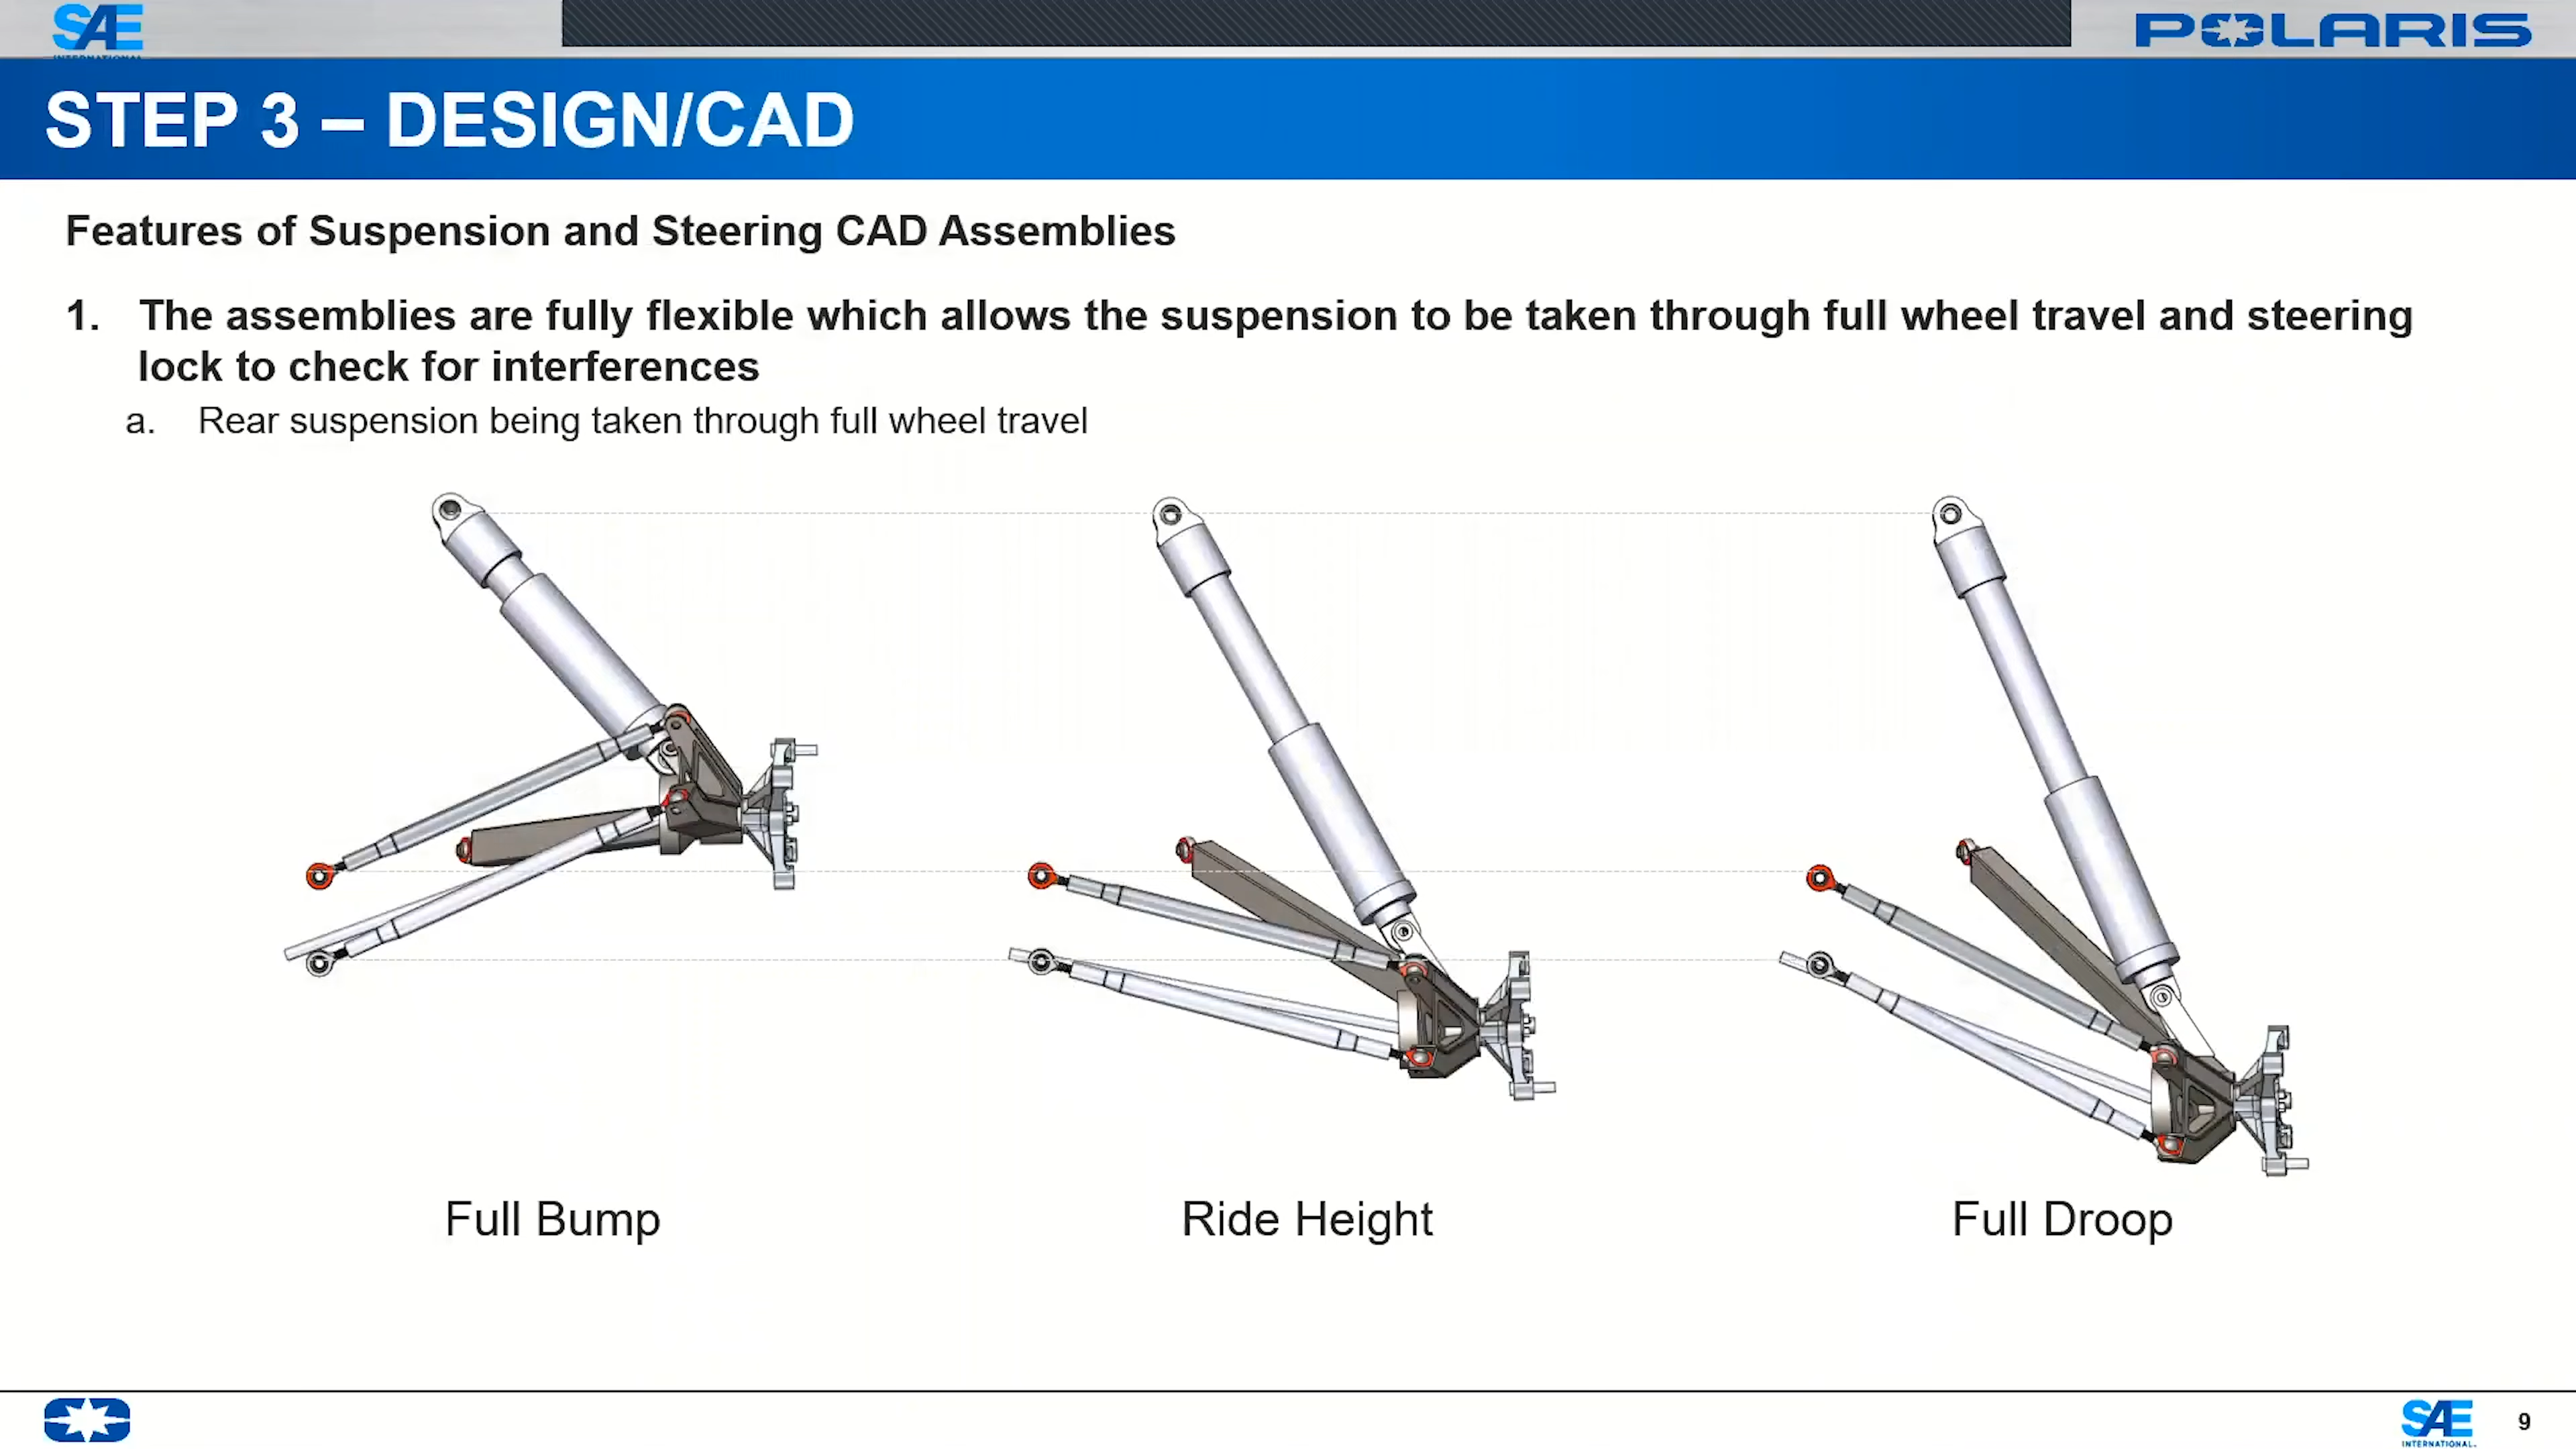 SAE
INTERNATIONAL
POLARIS
STEP 3 – DESIGN/CAD
Features of Suspension and Steering CAD Assemblies
1. The assemblies are fully flexible which allows the suspension to be taken through full wheel travel and steering
lock to check for interferences
a. Rear suspension being taken through full wheel travel
Full Bump
Ride Height
Full Droop
SAE
INTERNATIONAL.
9